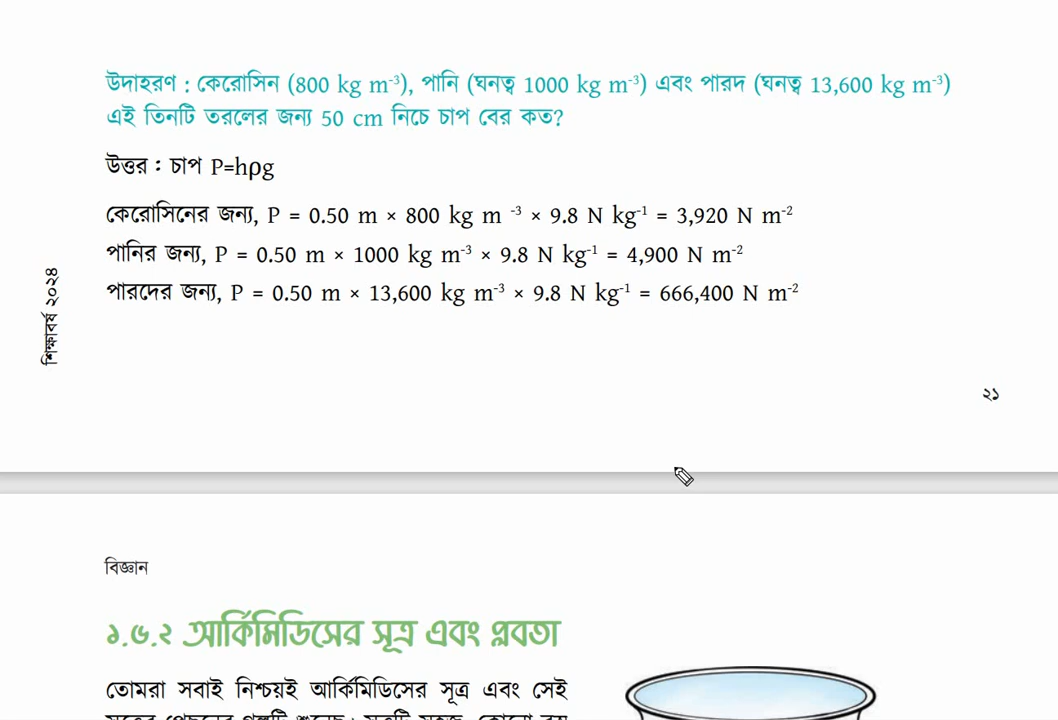 উদাহরণ : কেরোসিন (800 kg m⁻³), পানি (ঘনত্ব 1000 kg m⁻³) এবং পারদ (ঘনত্ব 13,600 kg m⁻³)
এই তিনটি তরলের জন্য 50 cm নিচে চাপ বের কত?
উত্তর : চাপ P=hρg
কেরোসিনের জন্য, P = 0.50 m × 800 kg m ⁻³ × 9.8 N kg⁻¹ = 3,920 N m⁻²
পানির জন্য, P = 0.50 m × 1000 kg m⁻³ × 9.8 N kg⁻¹ = 4,900 N m⁻²
পারদের জন্য, P = 0.50 m × 13,600 kg m⁻³ × 9.8 N kg⁻¹ = 666,400 N m⁻²
শিক্ষাবর্ষ ২০২৪
২১
বিজ্ঞান
১.৬.২ আর্কিমিডিসের সূত্র এবং প্লবতা
তোমরা সবাই নিশ্চয়ই আর্কিমিডিসের সূত্র এবং সেই